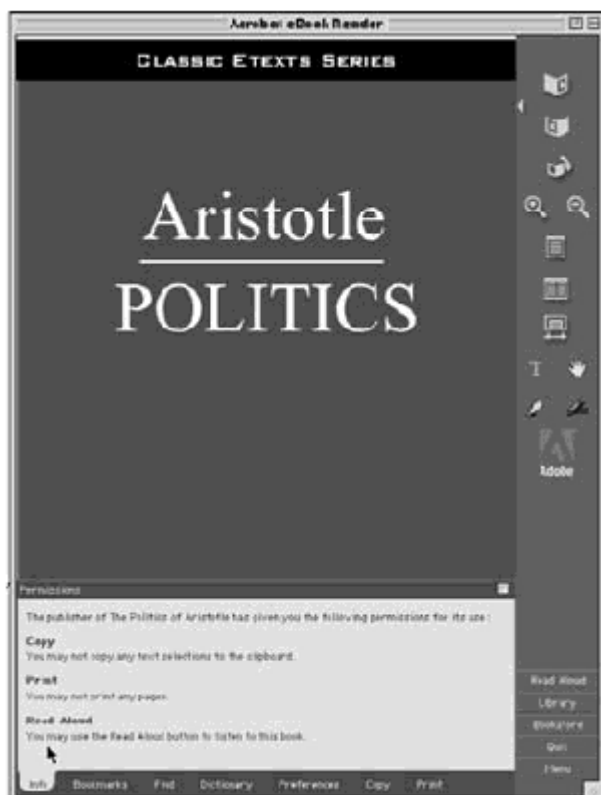 Acrobat eBook Reader
CLASSIC ETEXTS SERIES
Aristotle
POLITICS
Adobe
Permissions
The publisher of The Politics of Aristotle has given you the following permissions for its use:
Copy
You may not copy any text selections to the clipboard.
Print
You may not print any pages.
Read Aloud
You may use the Read Aloud button to listen to this book.
Read Aloud
Library
Bookstore
Quit
Menu
Info Bookmarks Find Dictionary Preferences Copy Print